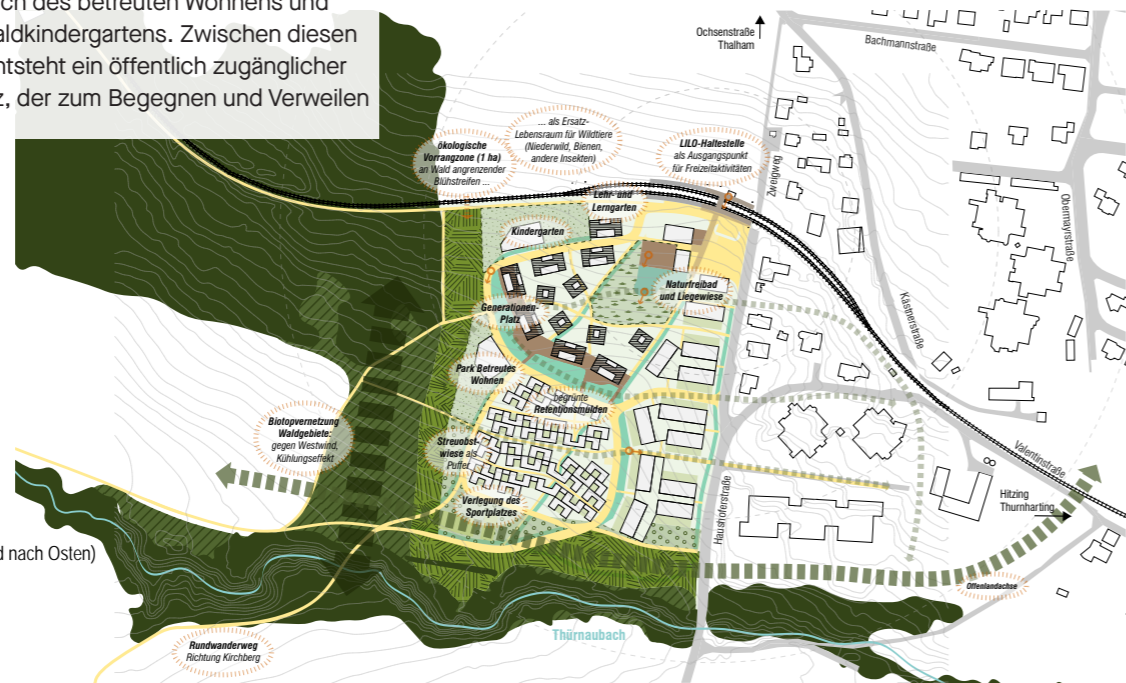 ch des betreuten Wohnens und
aldkindergartens. Zwischen diesen
ntsteht ein öffentlich zugänglicher
z, der zum Begegnen und Verweilen
Ochsenstraße
Thalham
Bachmannstraße
ökologische
Vorrangzone (1 ha)
an Wald angrenzender
Blühstreifen ...
... als Ersatz-
Lebensraum für Wildtiere
(Niederwild, Bienen,
andere Insekten)
LILO-Haltestelle
als Ausgangspunkt
für Freizeitaktivitäten
Zweigweg
Obermayrstraße
Lehr- und
Lerngarten
Kindergarten
Naturfreibad
und Liegewiese
Generationen-
Platz
Kästnerstraße
Park Betreutes
Wohnen
begrünte
Retentionsmulden
Biotopvernetzung
Waldgebiete:
gegen Westwind,
Kühlungseffekt
Streuobst-
wiese als
Puffer
Verlegung des
Sportplatzes
Haushoferstraße
Valentinstraße
Hitzing
Thurnharting
d nach Osten)
Offenlandachse
Thürnaubach
Rundwanderweg
Richtung Kirchberg